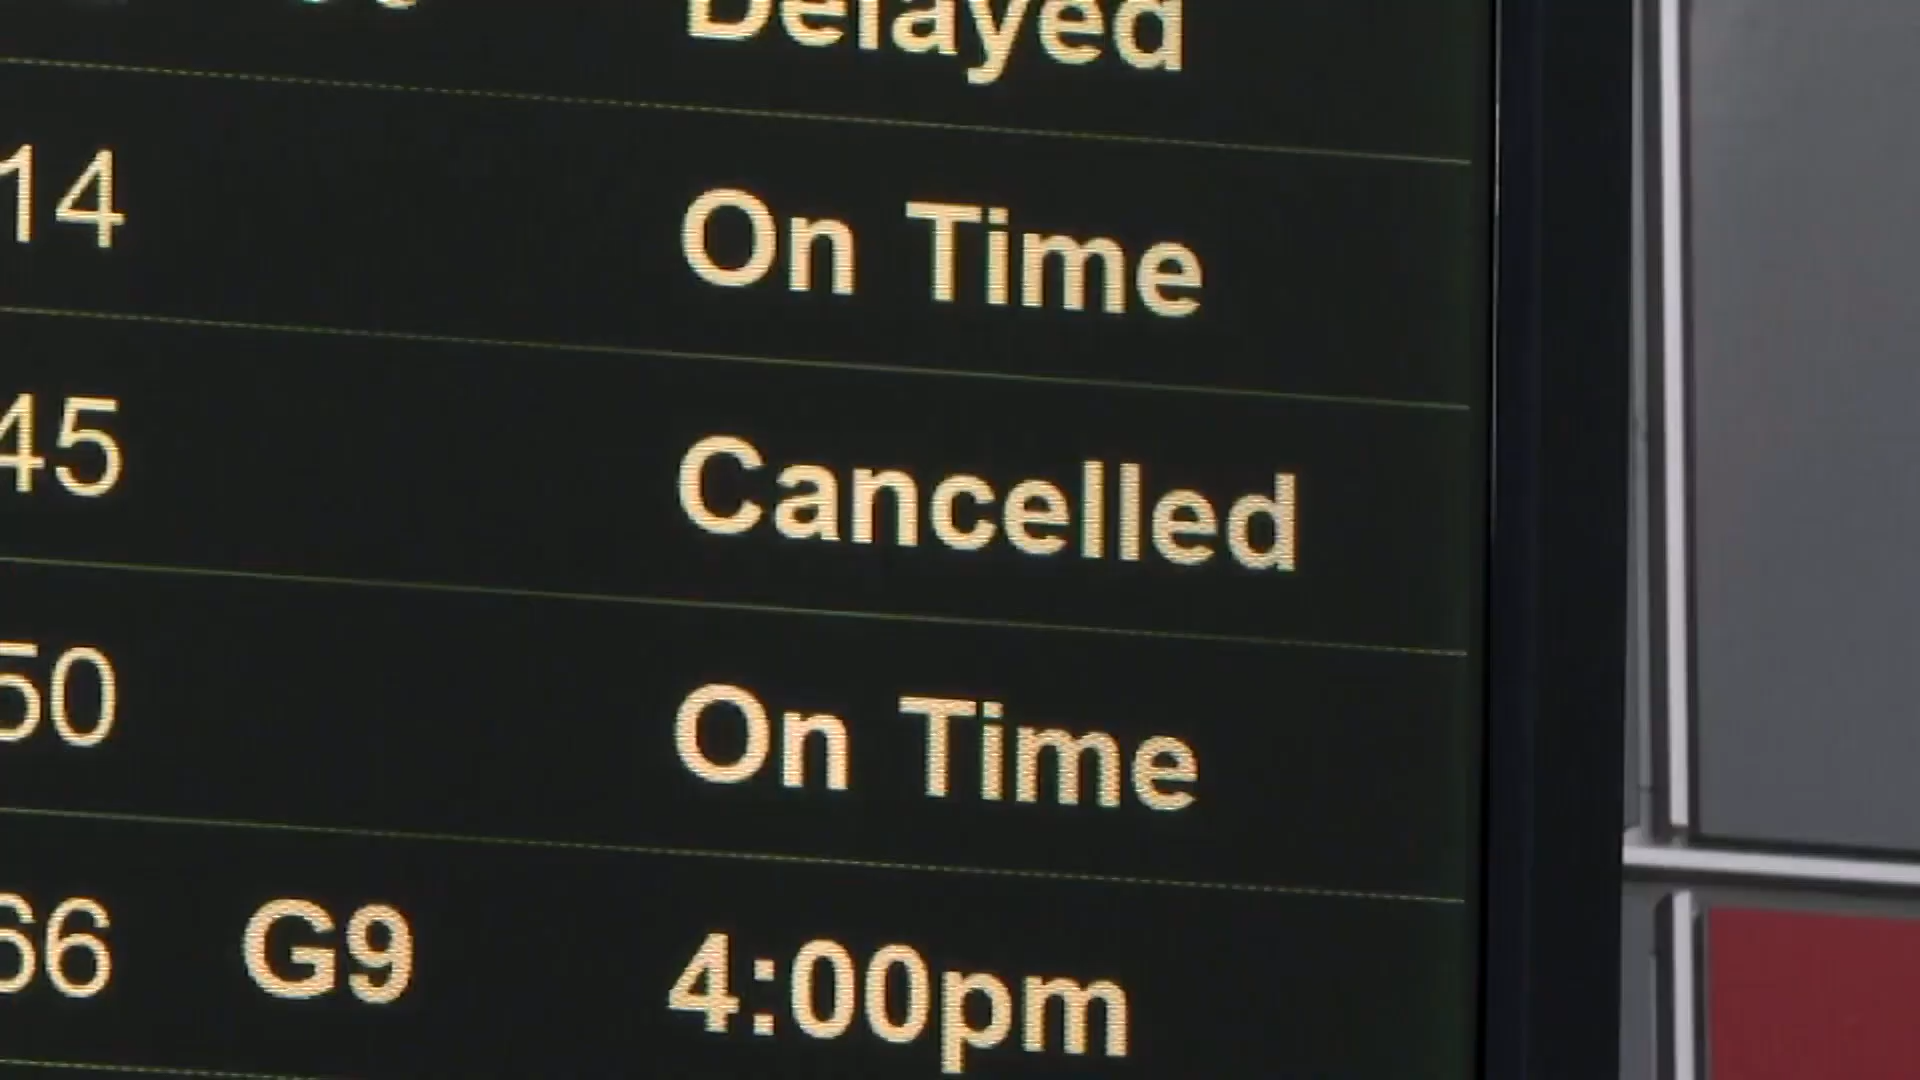 Delayed
14 On Time
45 Cancelled
50 On Time
66 G9 4:00pm